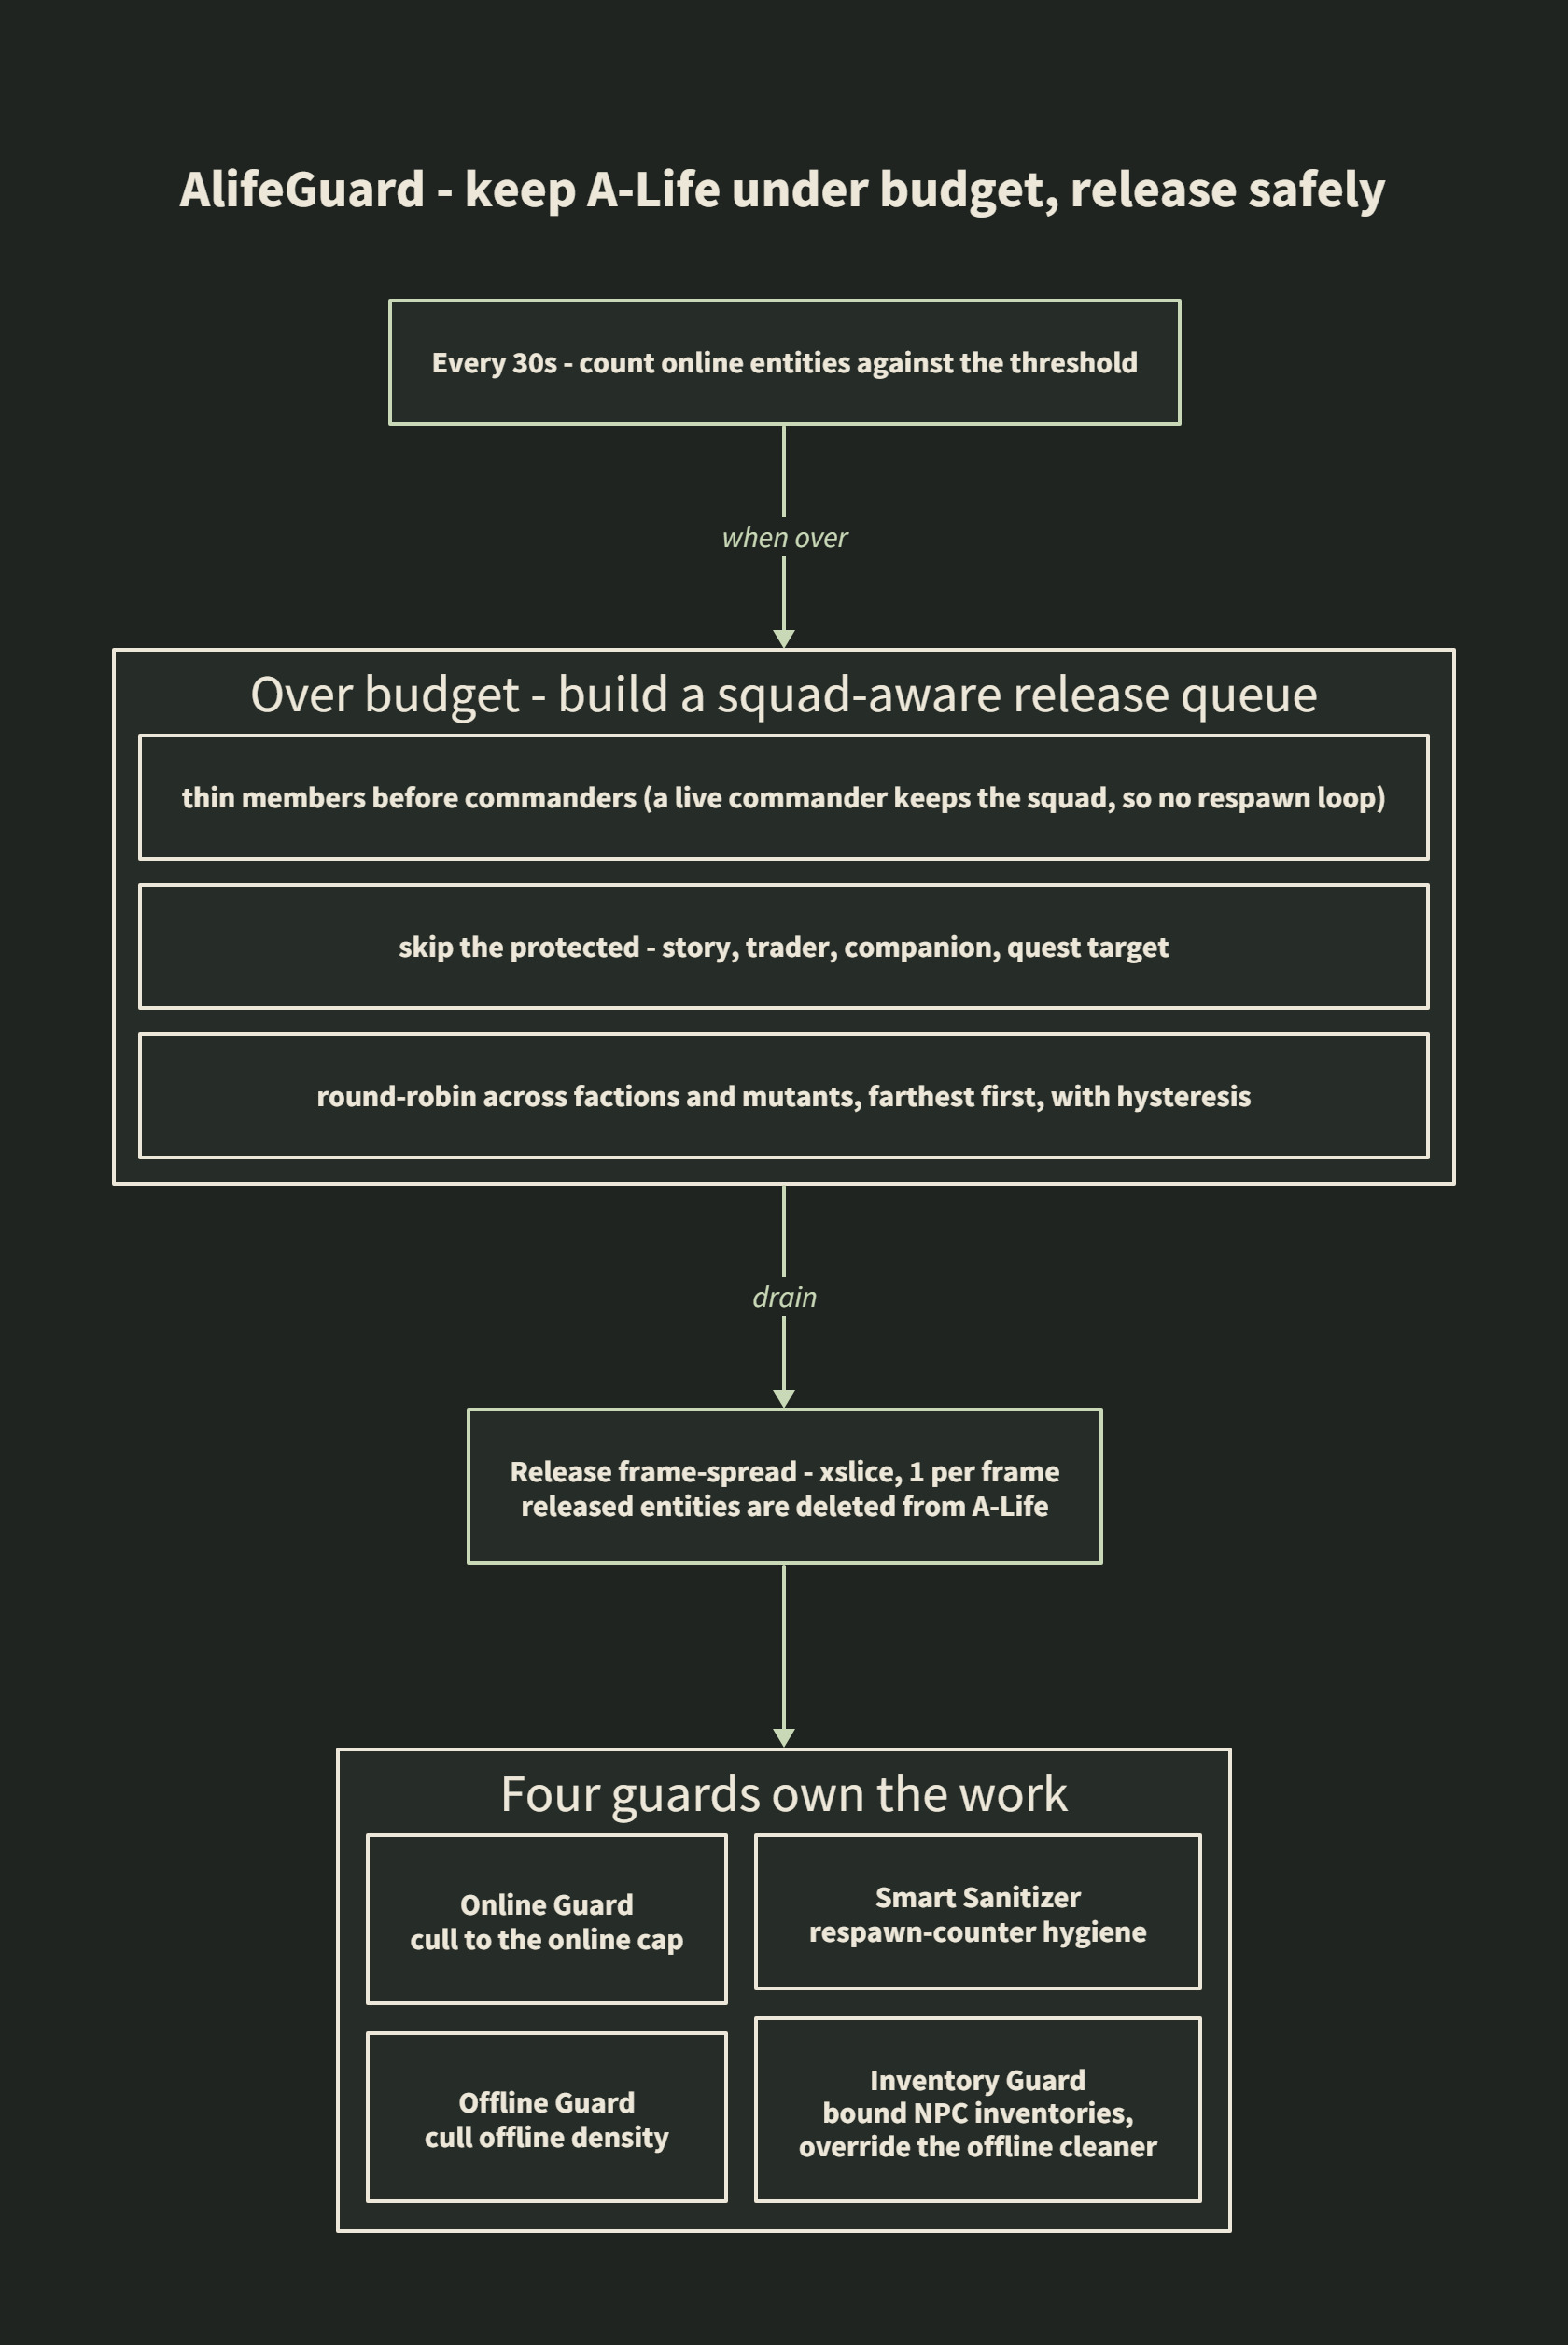 AlifeGuard - keep A-Life under budget, release safely
Every 30s - count online entities against the threshold
when over
Over budget - build a squad-aware release queue
thin members before commanders (a live commander keeps the squad, so no respawn loop)
skip the protected - story, trader, companion, quest target
round-robin across factions and mutants, farthest first, with hysteresis
drain
Release frame-spread - xslice, 1 per frame
released entities are deleted from A-Life
Four guards own the work
Online Guard
cull to the online cap
Smart Sanitizer
respawn-counter hygiene
Offline Guard
cull offline density
Inventory Guard
bound NPC inventories,
override the offline cleaner